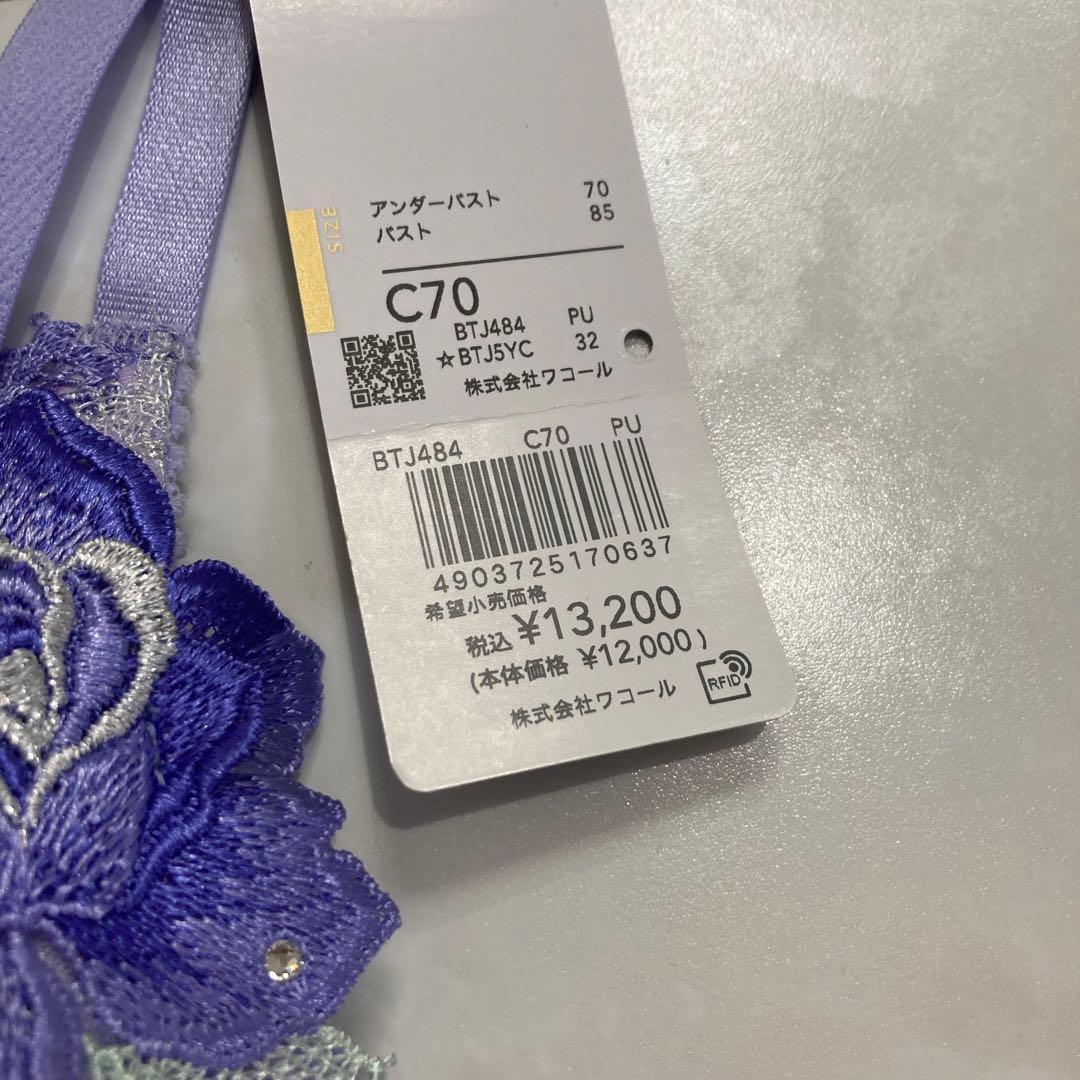 SIZE
アンダーバスト 70
バスト 85
C70
BTJ484 PU
☆BTJ5YC 32
株式会社ワコール
BTJ484 C70 PU
4903725170637
希望小売価格
税込 ¥13,200
(本体価格 ¥12,000)
株式会社ワコール
RFID